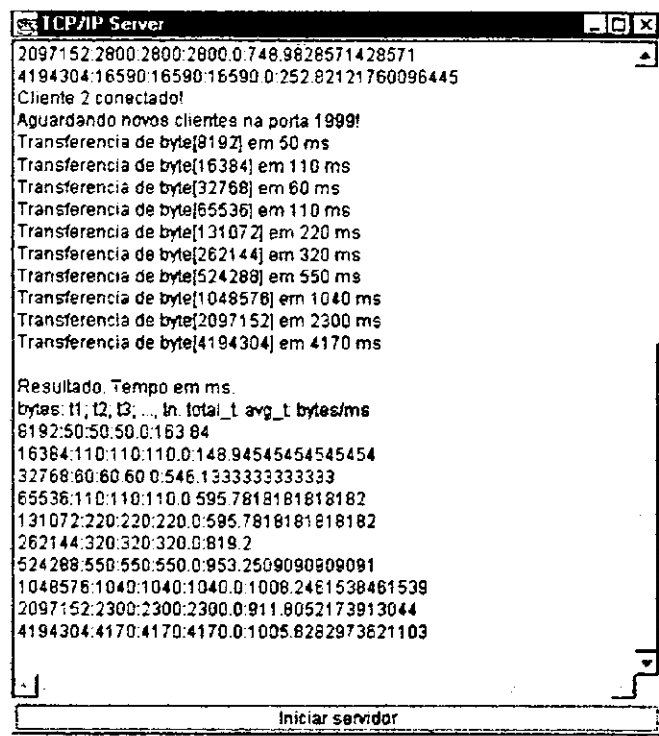 TCP/IP Server
2097152:2800:2800:2800.0:748.9828571428571
4194304:16590:16590:16590.0:252.82121760096445
Cliente 2 conectado!
Aguardando novos clientes na porta 1999!
Transferencia de byte[8192] em 50 ms
Transferencia de byte[16384] em 110 ms
Transferencia de byte[32768] em 60 ms
Transferencia de byte[65536] em 110 ms
Transferencia de byte[131072] em 220 ms
Transferencia de byte[262144] em 320 ms
Transferencia de byte[524288] em 550 ms
Transferencia de byte[1048576] em 1040 ms
Transferencia de byte[2097152] em 2300 ms
Transferencia de byte[4194304] em 4170 ms
Resultado. Tempo em ms.
bytes: t1; t2; t3; ..., tn. total_t. avg_t: bytes/ms
8192:50:50:50.0:163.84
16384:110:110:110.0:148.94545454545454
32768:60:60:60.0:546.1333333333333
65536:110:110:110.0:595.7818181818182
131072:220:220:220.0:595.7818181818182
262144:320:320:320.0:819.2
524288:550:550:550.0:953.2509090909091
1048576:1040:1040:1040.0:1008.2461538461539
2097152:2300:2300:2300.0:911.8052173913044
4194304:4170:4170:4170.0:1005.8282973621103
Iniciar servidor